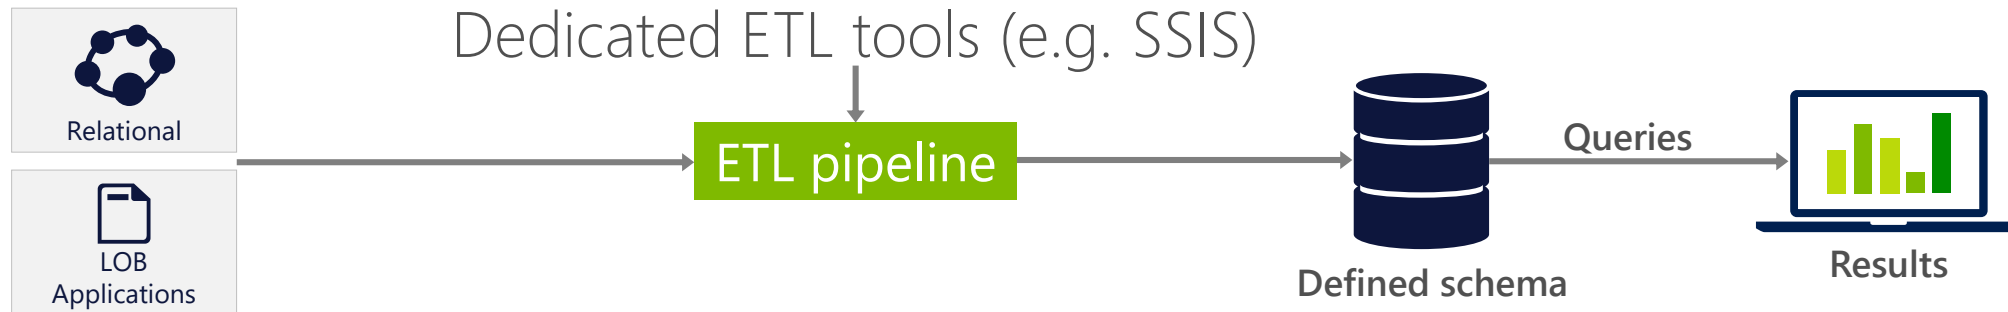 Dedicated ETL tools (e.g. SSIS)
Relational
LOB
Applications
ETL pipeline
Defined schema
Queries
Results